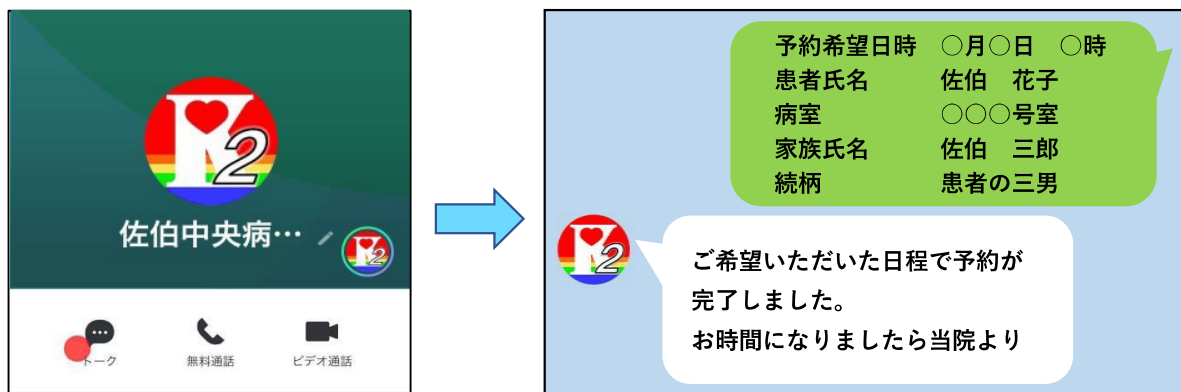 K2
佐伯中央病…
K2
トーク
無料通話
ビデオ通話
予約希望日時 ○月○日 ○時
患者氏名 佐伯 花子
病室 ○○○号室
家族氏名 佐伯 三郎
続柄 患者の三男
K2
ご希望いただいた日程で予約が
完了しました。
お時間になりましたら当院より